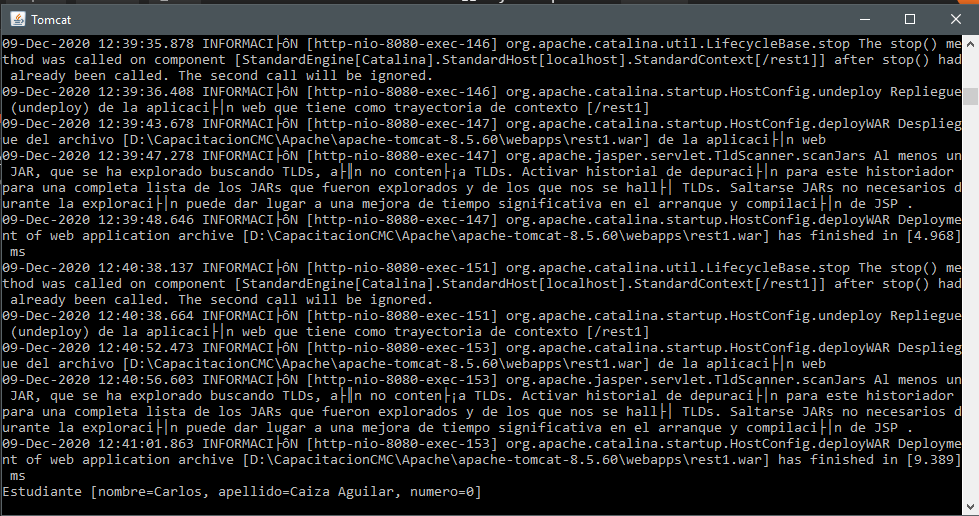 Tomcat
09-Dec-2020 12:39:35.878 INFORMACI├ôN [http-nio-8080-exec-146] org.apache.catalina.util.LifecycleBase.stop The stop() me
thod was called on component [StandardEngine[Catalina].StandardHost[localhost].StandardContext[/rest1]] after stop() had
 already been called. The second call will be ignored.
09-Dec-2020 12:39:36.408 INFORMACI├ôN [http-nio-8080-exec-146] org.apache.catalina.startup.HostConfig.undeploy Repliegue
 (undeploy) de la aplicaci├│n web que tiene como trayectoria de contexto [/rest1]
09-Dec-2020 12:39:43.678 INFORMACI├ôN [http-nio-8080-exec-147] org.apache.catalina.startup.HostConfig.deployWAR Desplieg
ue del archivo [D:\CapacitacionCMC\Apache\apache-tomcat-8.5.60\webapps\rest1.war] de la aplicaci├│n web
09-Dec-2020 12:39:47.278 INFORMACI├ôN [http-nio-8080-exec-147] org.apache.jasper.servlet.TldScanner.scanJars Al menos un
 JAR, que se ha explorado buscando TLDs, a├║n no conten├¡a TLDs. Activar historial de depuraci├│n para este historiador
para una completa lista de los JARs que fueron explorados y de los que nos se hall├│ TLDs. Saltarse JARs no necesarios d
urante la exploraci├│n puede dar lugar a una mejora de tiempo significativa en el arranque y compilaci├│n de JSP .
09-Dec-2020 12:39:48.646 INFORMACI├ôN [http-nio-8080-exec-147] org.apache.catalina.startup.HostConfig.deployWAR Deployme
nt of web application archive [D:\CapacitacionCMC\Apache\apache-tomcat-8.5.60\webapps\rest1.war] has finished in [4.968]
 ms
09-Dec-2020 12:40:38.137 INFORMACI├ôN [http-nio-8080-exec-151] org.apache.catalina.util.LifecycleBase.stop The stop() me
thod was called on component [StandardEngine[Catalina].StandardHost[localhost].StandardContext[/rest1]] after stop() had
 already been called. The second call will be ignored.
09-Dec-2020 12:40:38.664 INFORMACI├ôN [http-nio-8080-exec-151] org.apache.catalina.startup.HostConfig.undeploy Repliegue
 (undeploy) de la aplicaci├│n web que tiene como trayectoria de contexto [/rest1]
09-Dec-2020 12:40:52.473 INFORMACI├ôN [http-nio-8080-exec-153] org.apache.catalina.startup.HostConfig.deployWAR Desplieg
ue del archivo [D:\CapacitacionCMC\Apache\apache-tomcat-8.5.60\webapps\rest1.war] de la aplicaci├│n web
09-Dec-2020 12:40:56.603 INFORMACI├ôN [http-nio-8080-exec-153] org.apache.jasper.servlet.TldScanner.scanJars Al menos un
 JAR, que se ha explorado buscando TLDs, a├║n no conten├¡a TLDs. Activar historial de depuraci├│n para este historiador
para una completa lista de los JARs que fueron explorados y de los que nos se hall├│ TLDs. Saltarse JARs no necesarios d
urante la exploraci├│n puede dar lugar a una mejora de tiempo significativa en el arranque y compilaci├│n de JSP .
09-Dec-2020 12:41:01.863 INFORMACI├ôN [http-nio-8080-exec-153] org.apache.catalina.startup.HostConfig.deployWAR Deployme
nt of web application archive [D:\CapacitacionCMC\Apache\apache-tomcat-8.5.60\webapps\rest1.war] has finished in [9.389]
 ms
Estudiante [nombre=Carlos, apellido=Caiza Aguilar, numero=0]